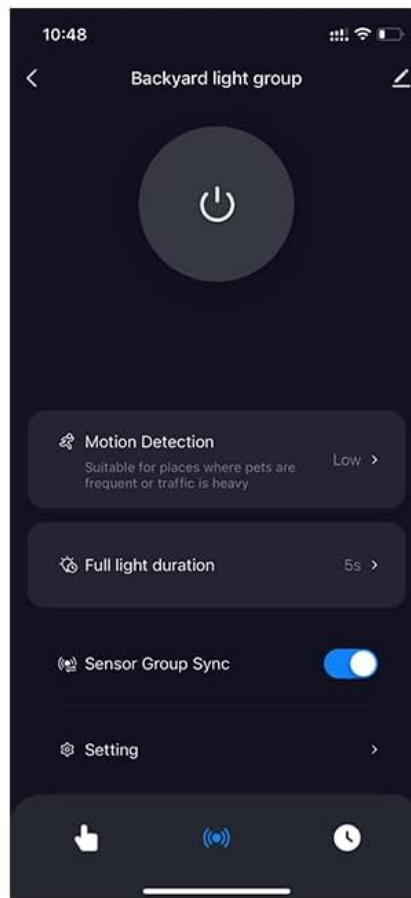 10:48
Backyard light group
Motion Detection
Suitable for places where pets are
frequent or traffic is heavy
Low
Full light duration
5s
Sensor Group Sync
Setting